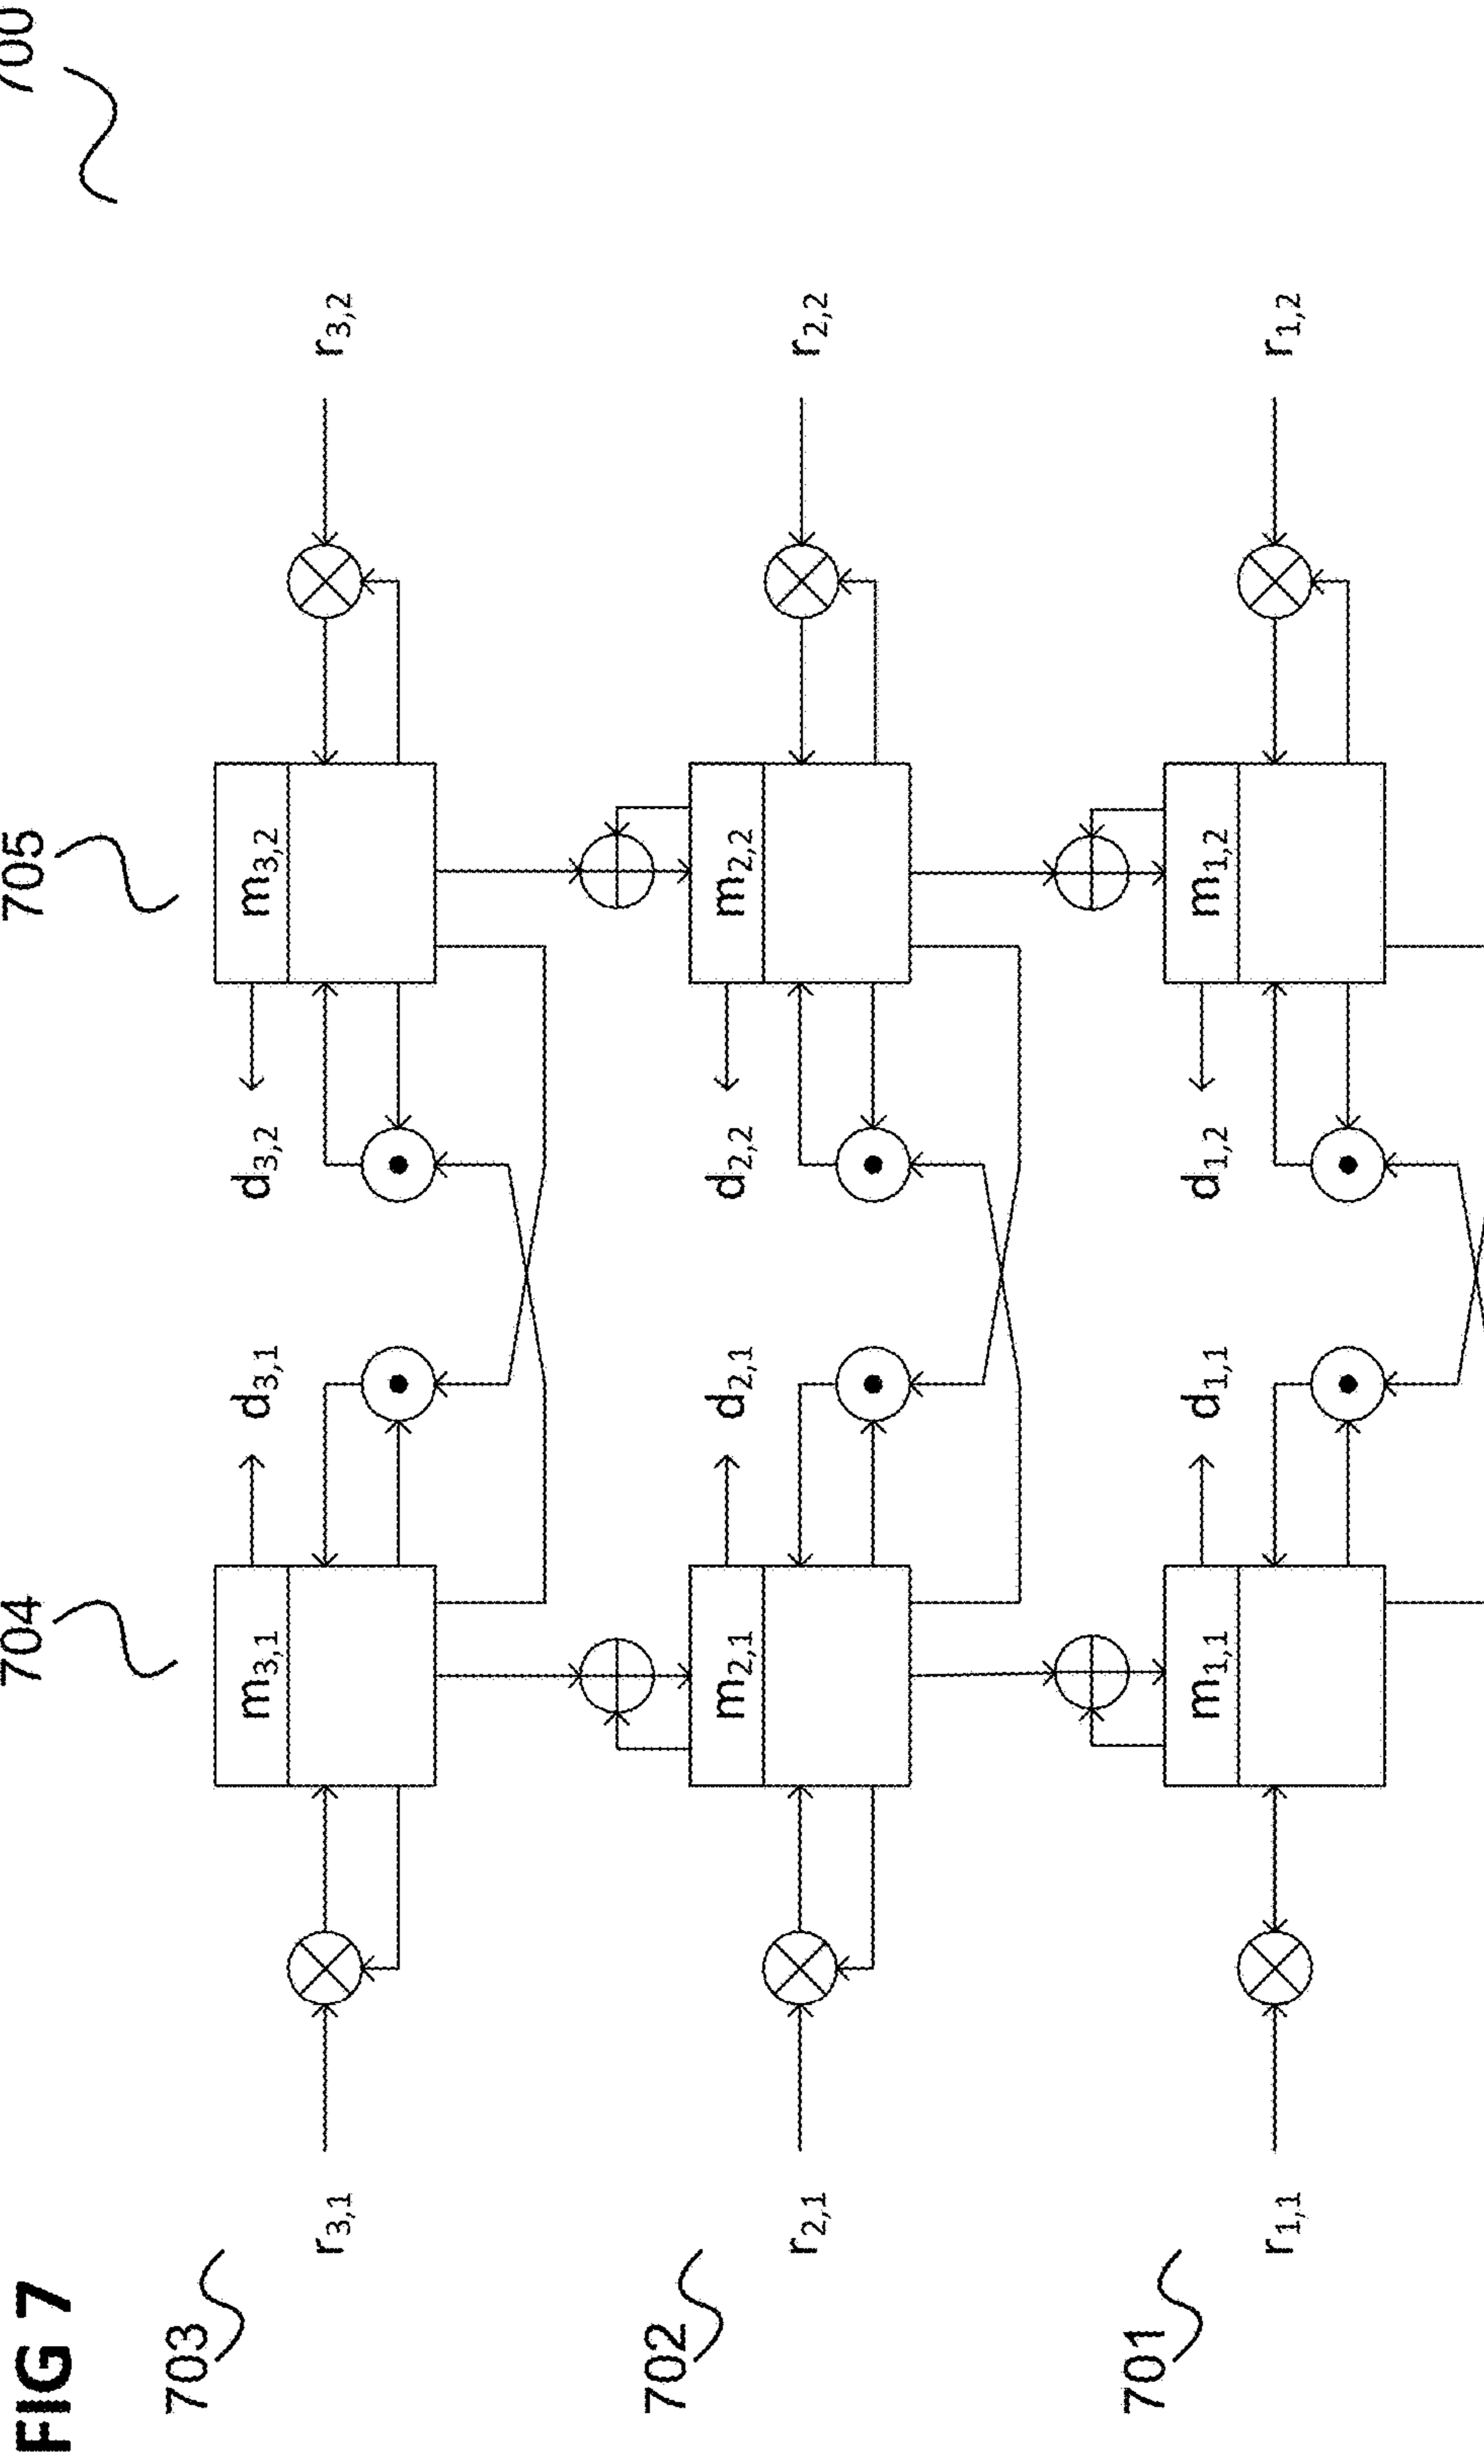 FIG 7
704
705
700
703
m3,1
d3,1
d3,2
m3,2
r3,1
r3,2
702
m2,1
d2,1
d2,2
m2,2
r2,1
r2,2
701
m1,1
d1,1
d1,2
m1,2
r1,1
r1,2